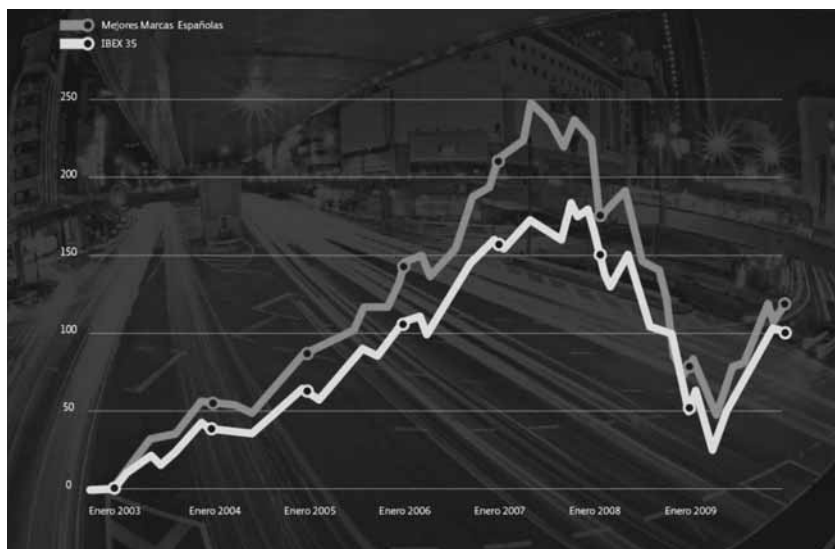 Mejores Marcas Españolas
IBEX 35
250
200
150
100
50
0
Enero 2003 Enero 2004 Enero 2005 Enero 2006 Enero 2007 Enero 2008 Enero 2009